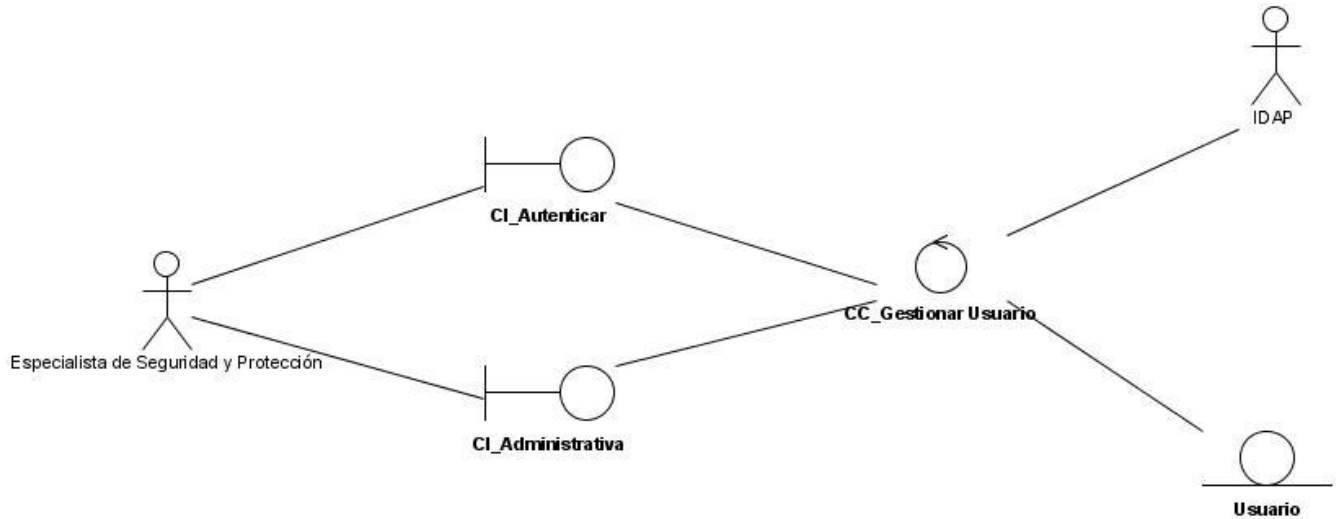 IDAP
CI_Autenticar
CC_Gestionar Usuario
Especialista de Seguridad y Protección
CI_Administrativa
Usuario